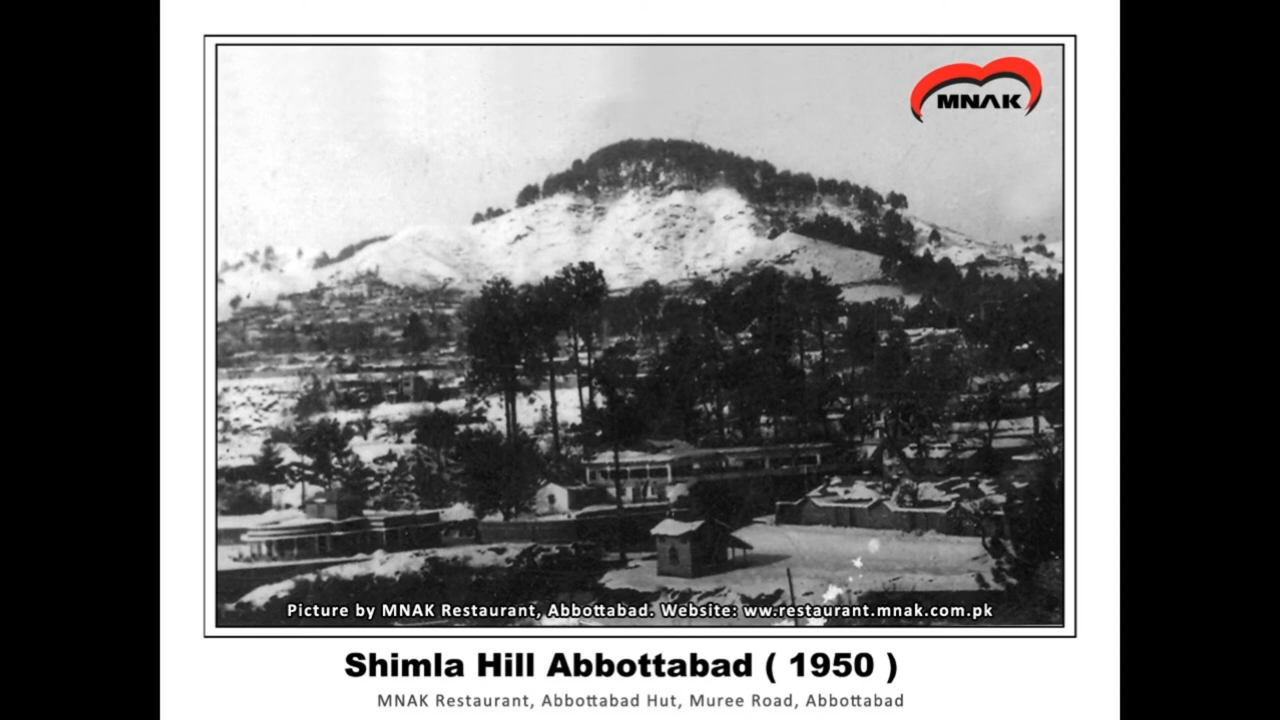 MNAK
Picture by MNAK Restaurant, Abbottabad. Website: ww.restaurant.mnak.com.pk
Shimla Hill Abbottabad ( 1950 )
MNAK Restaurant, Abbottabad Hut, Muree Road, Abbottabad